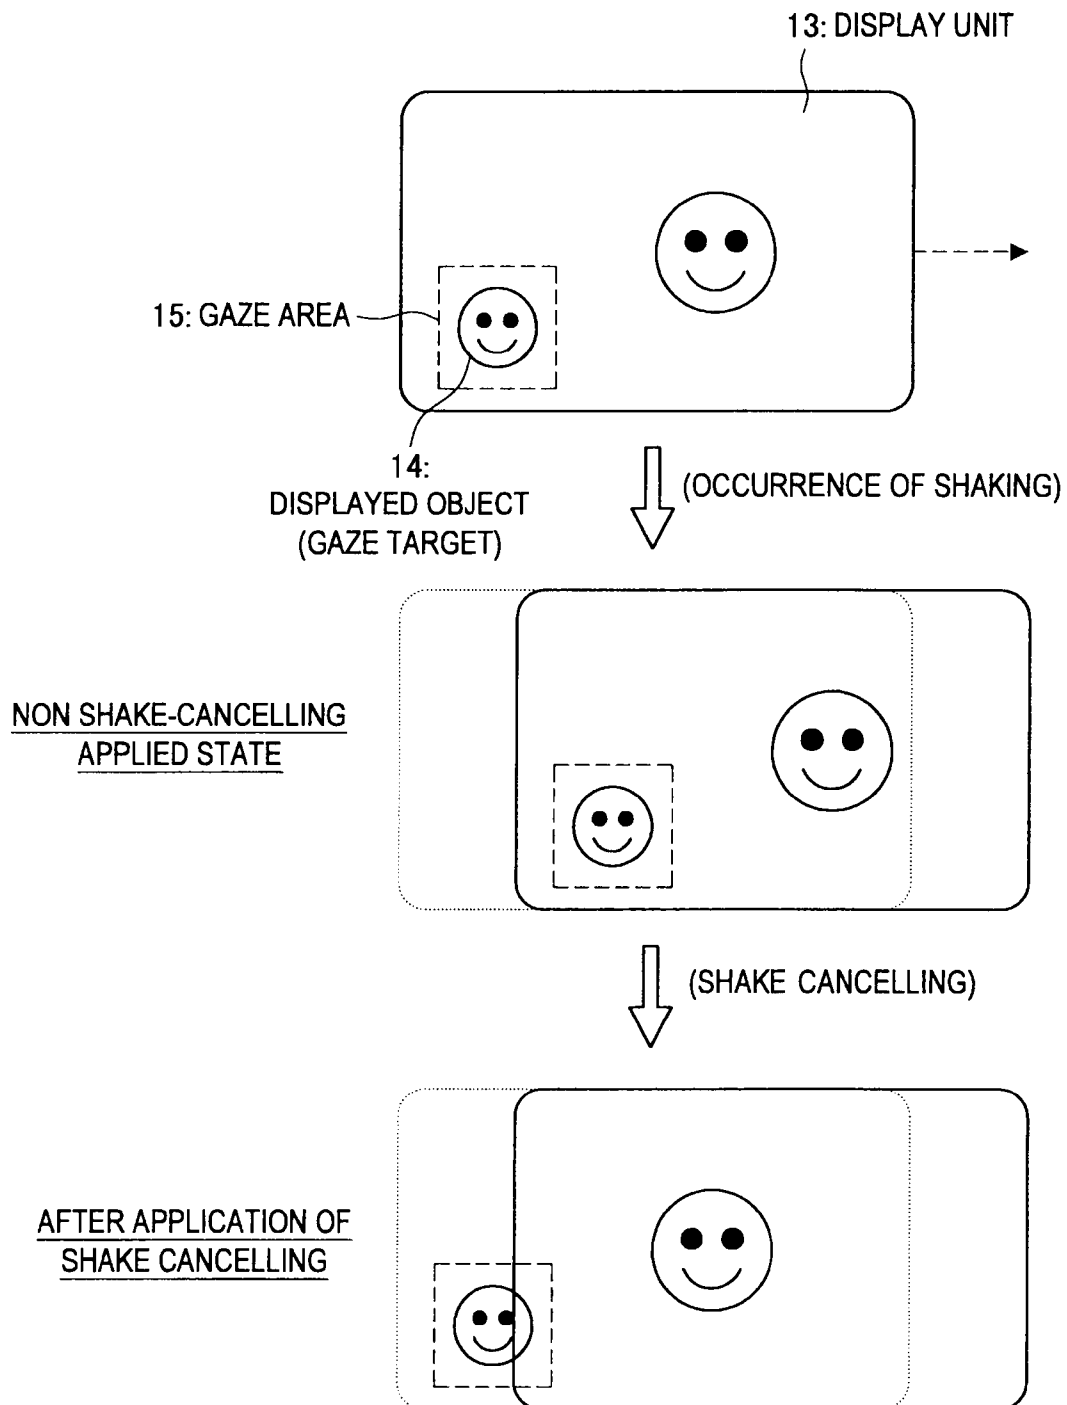 13: DISPLAY UNIT
15: GAZE AREA
14:
DISPLAYED OBJECT
(GAZE TARGET)
(OCCURRENCE OF SHAKING)
NON SHAKE-CANCELLING
APPLIED STATE
(SHAKE CANCELLING)
AFTER APPLICATION OF
SHAKE CANCELLING